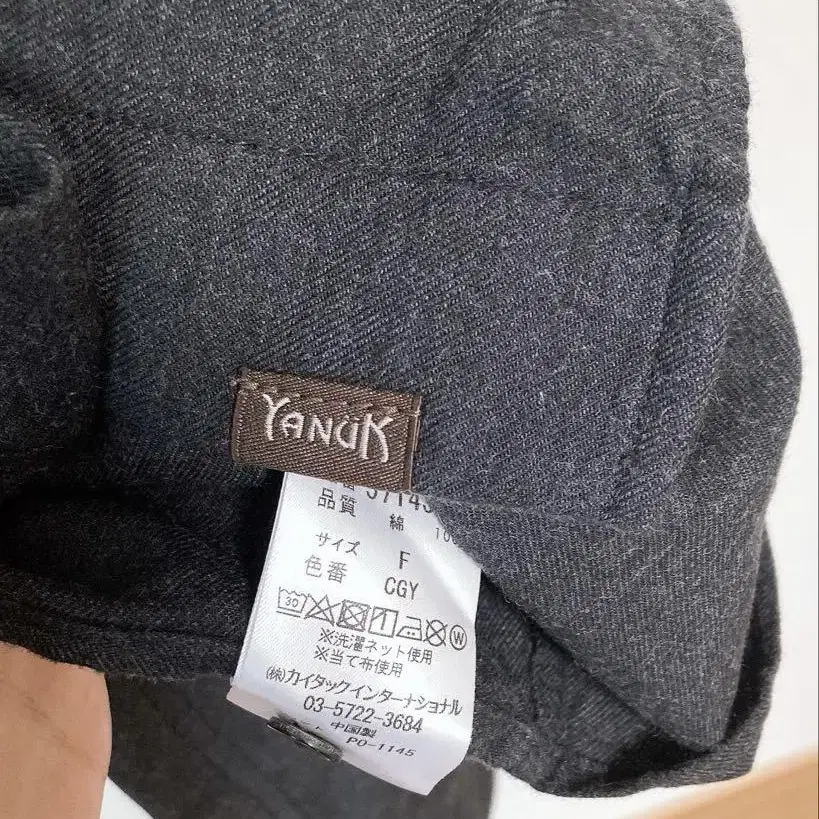 YANUK
品質 綿
サイズ F
色番 CGY
30 W
※洗濯ネット使用
※当て布使用
(株)カイタックインターナショナル
03-5722-3684
中国製
PO-1145